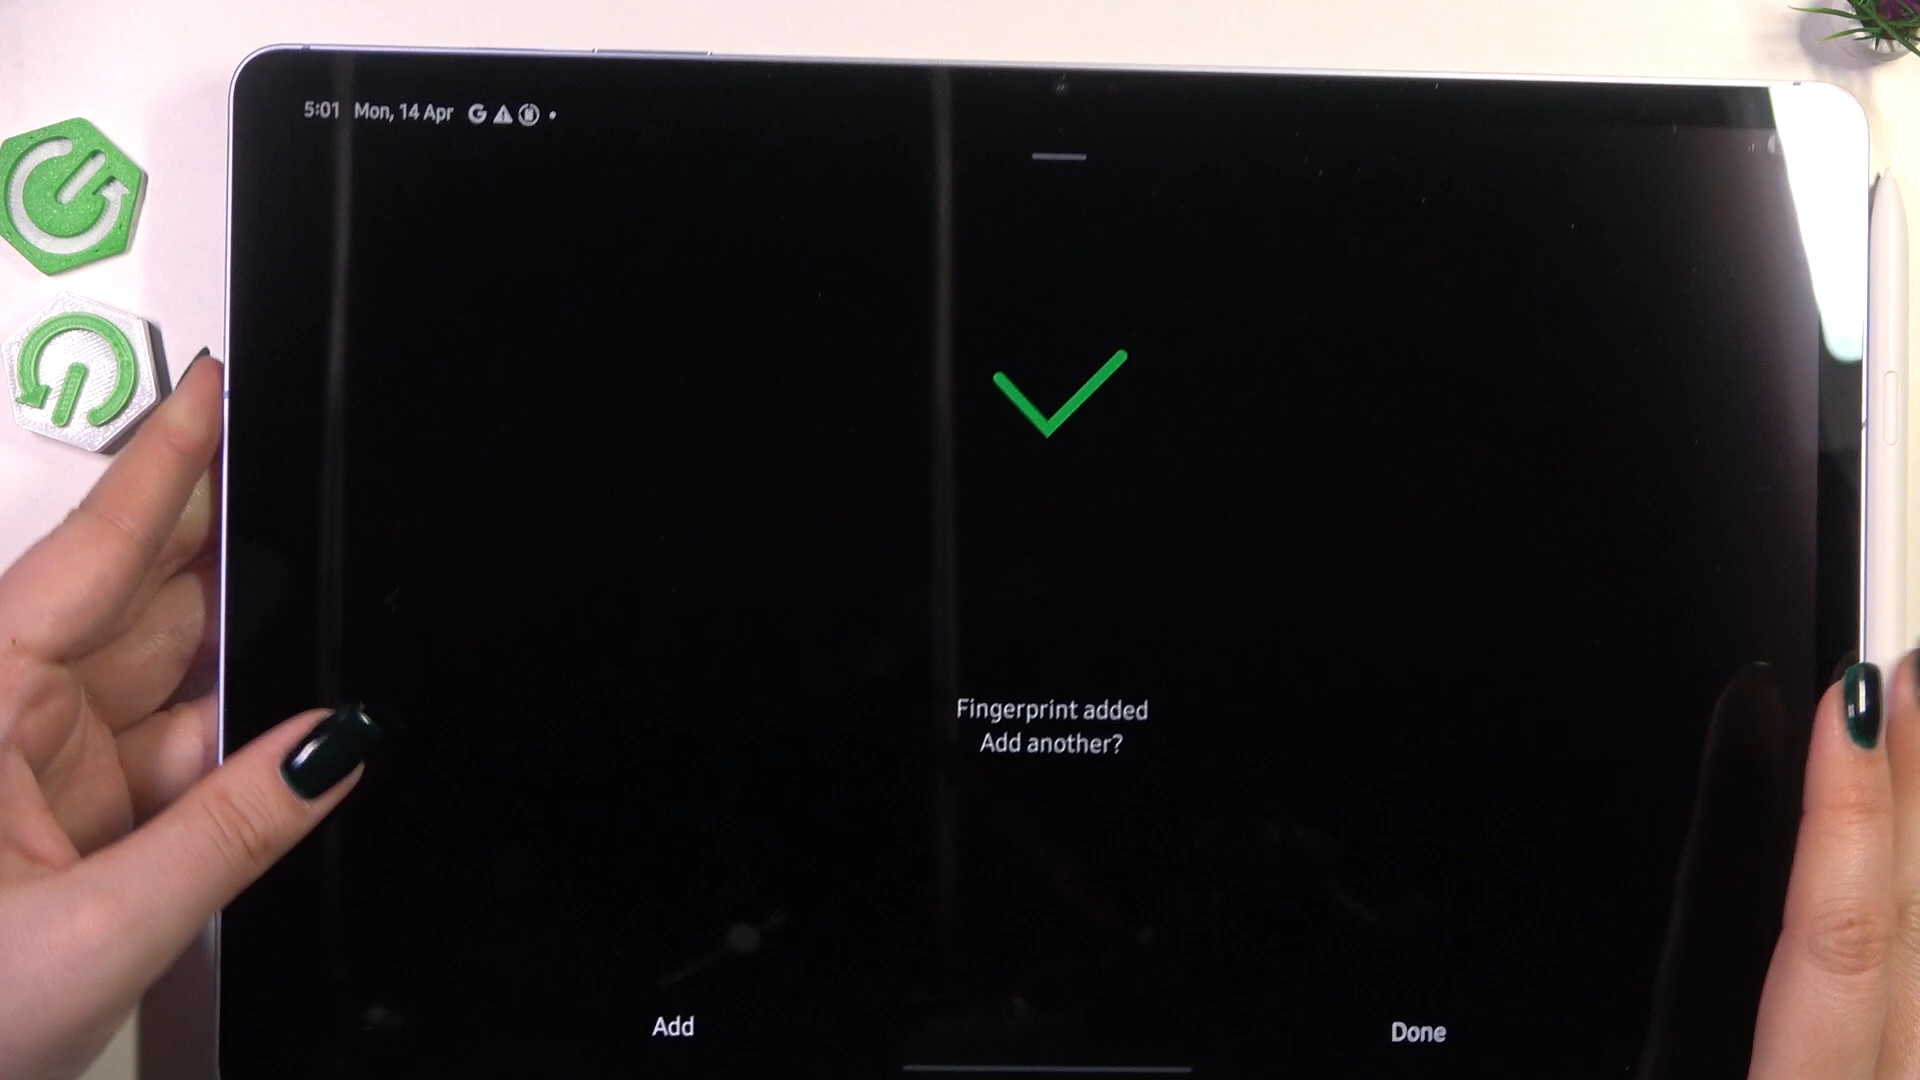 5:01 Mon, 14 Apr G
Fingerprint added
Add another?
Add
Done